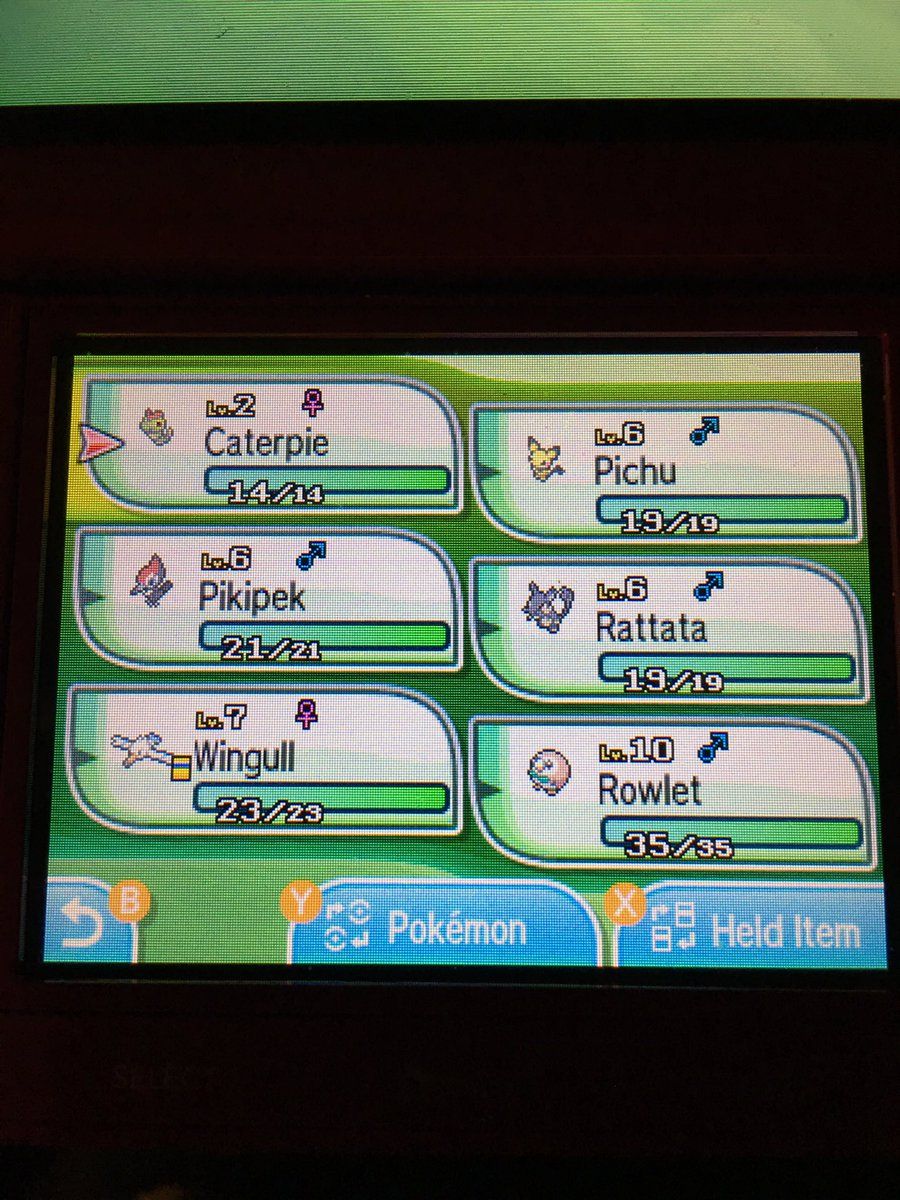 Lv.2 ♀
Caterpie
14/14
Lv.6 ♂
Pichu
19/19
Lv.6 ♂
Pikipek
21/21
Lv.6 ♂
Rattata
19/19
Lv.7 ♀
Wingull
23/23
Lv.10 ♂
Rowlet
35/35
B
Y Pokémon
X Held Item
SELECT